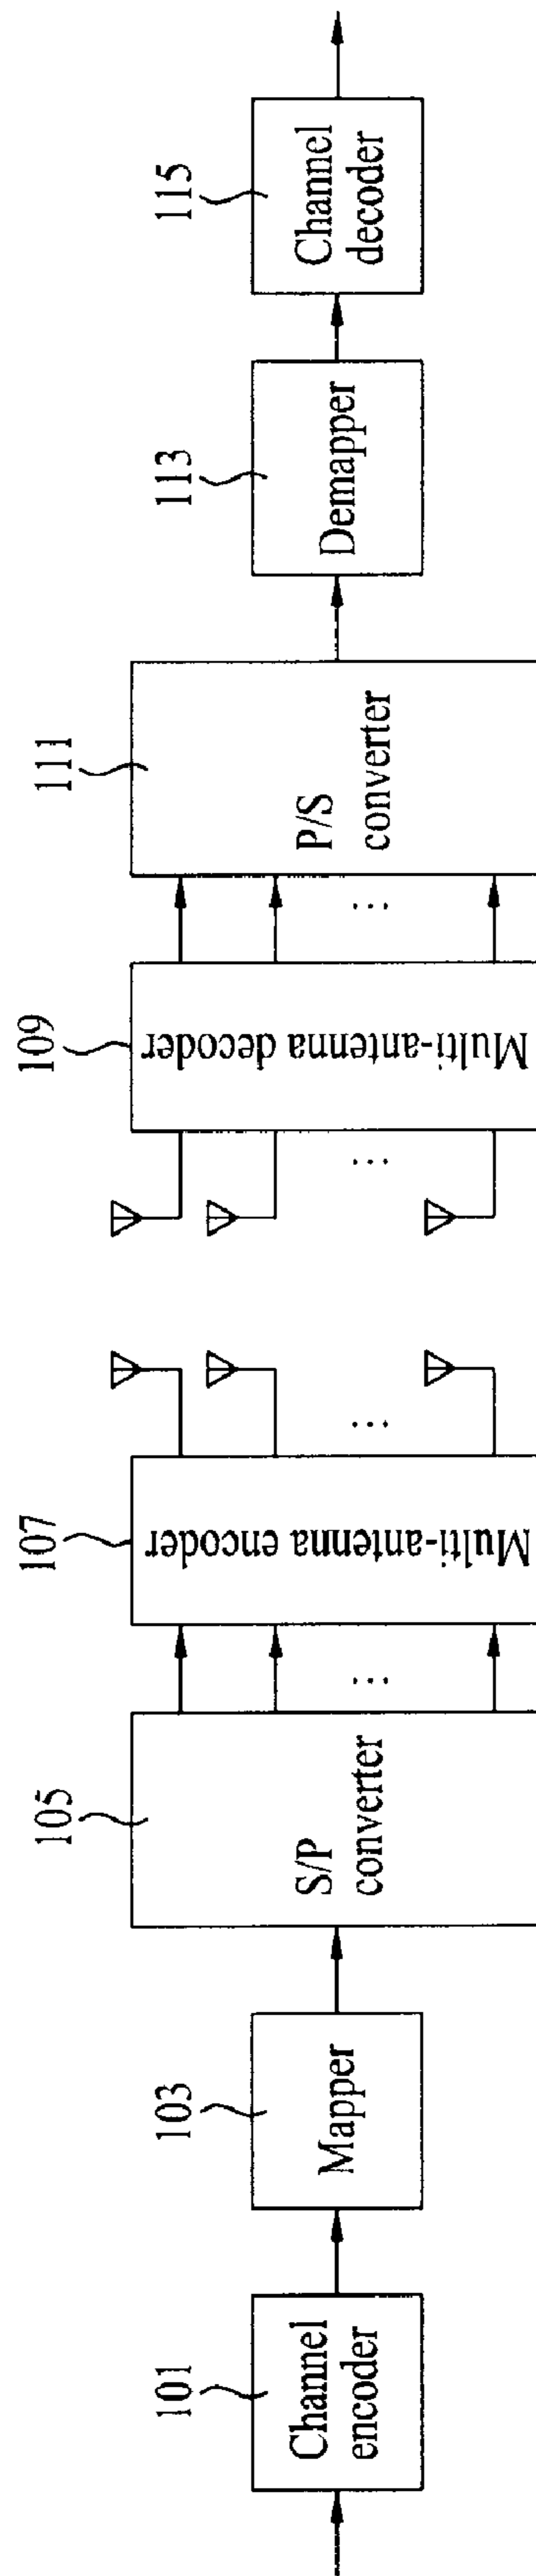 101
Channel
encoder
103
Mapper
105
S/P
converter
...
107
Multi-antenna encoder
...
...
109
Multi-antenna decoder
...
111
P/S
converter
113
Demapper
115
Channel
decoder